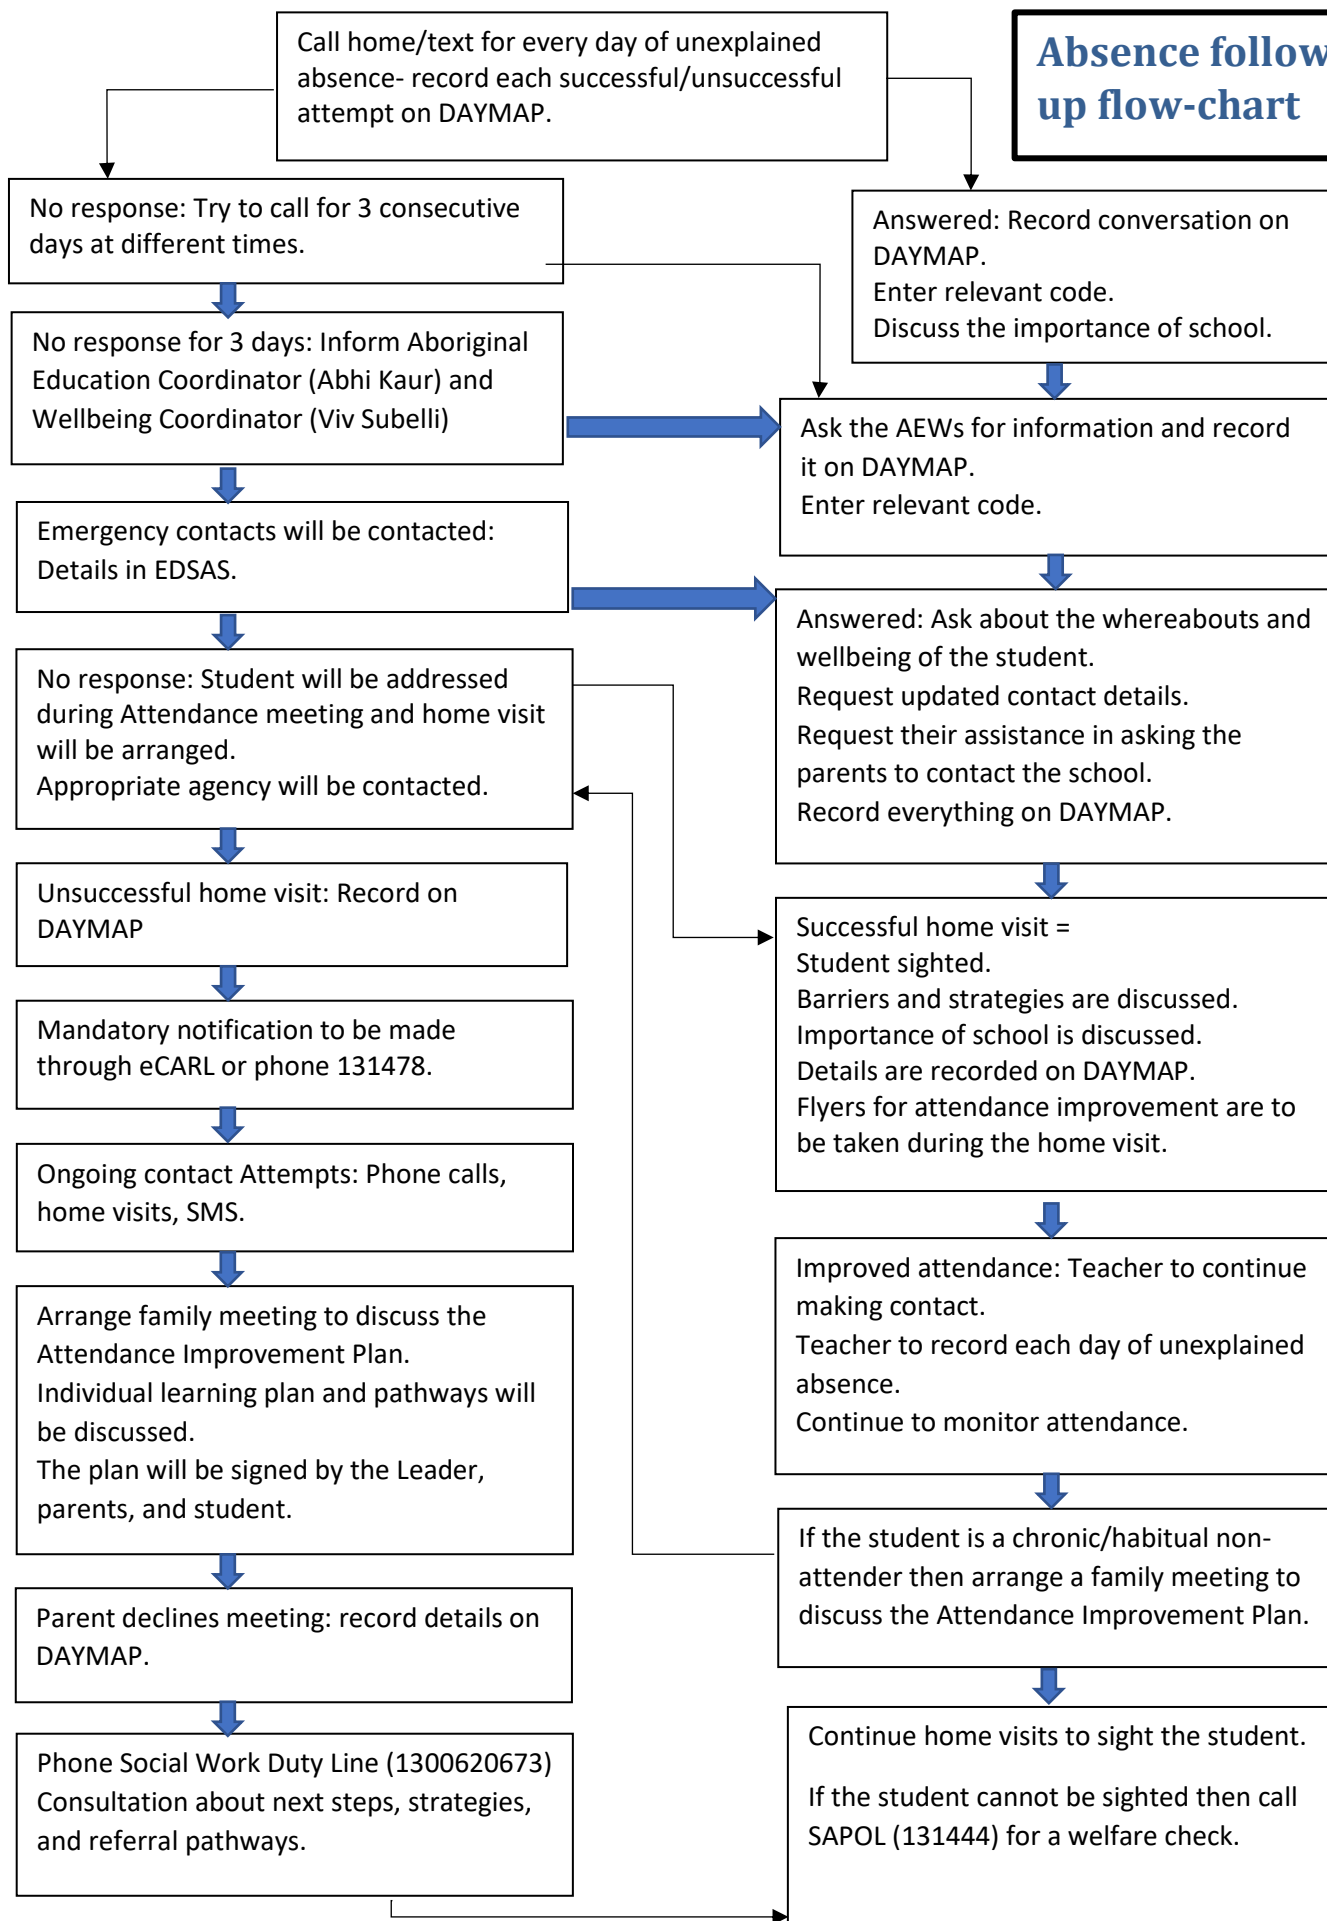 Call home/text for every day of unexplained
absence- record each successful/unsuccessful
attempt on DAYMAP.
Absence follow
up flow-chart
No response: Try to call for 3 consecutive
days at different times.
Answered: Record conversation on
DAYMAP.
Enter relevant code.
Discuss the importance of school.
No response for 3 days: Inform Aboriginal
Education Coordinator (Abhi Kaur) and
Wellbeing Coordinator (Viv Subelli)
Ask the AEWs for information and record
it on DAYMAP.
Enter relevant code.
Emergency contacts will be contacted:
Details in EDSAS.
Answered: Ask about the whereabouts and
wellbeing of the student.
Request updated contact details.
Request their assistance in asking the
parents to contact the school.
Record everything on DAYMAP.
No response: Student will be addressed
during Attendance meeting and home visit
will be arranged.
Appropriate agency will be contacted.
Unsuccessful home visit: Record on
DAYMAP
Successful home visit =
Student sighted.
Barriers and strategies are discussed.
Importance of school is discussed.
Details are recorded on DAYMAP.
Flyers for attendance improvement are to
be taken during the home visit.
Mandatory notification to be made
through eCARL or phone 131478.
Ongoing contact Attempts: Phone calls,
home visits, SMS.
Improved attendance: Teacher to continue
making contact.
Teacher to record each day of unexplained
absence.
Continue to monitor attendance.
Arrange family meeting to discuss the
Attendance Improvement Plan.
Individual learning plan and pathways will
be discussed.
The plan will be signed by the Leader,
parents, and student.
If the student is a chronic/habitual non-
attender then arrange a family meeting to
discuss the Attendance Improvement Plan.
Parent declines meeting: record details on
DAYMAP.
Phone Social Work Duty Line (1300620673)
Consultation about next steps, strategies,
and referral pathways.
Continue home visits to sight the student.
If the student cannot be sighted then call
SAPOL (131444) for a welfare check.